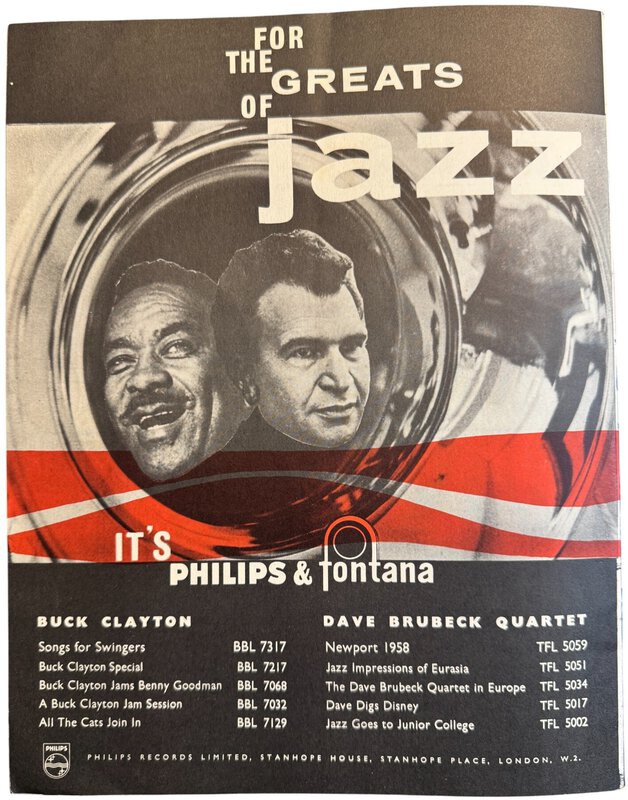 FOR
THE
GREATS
OF
jazz
IT'S
PHILIPS & fontana
BUCK CLAYTON
Songs for Swingers BBL 7317
Buck Clayton Special BBL 7217
Buck Clayton Jams Benny Goodman BBL 7068
A Buck Clayton Jam Session BBL 7032
All The Cats Join In BBL 7129
DAVE BRUBECK QUARTET
Newport 1958 TFL 5059
Jazz Impressions of Eurasia TFL 5051
The Dave Brubeck Quartet in Europe TFL 5034
Dave Digs Disney TFL 5017
Jazz Goes to Junior College TFL 5002
PHILIPS
PHILIPS RECORDS LIMITED, STANHOPE HOUSE, STANHOPE PLACE, LONDON, W.2.